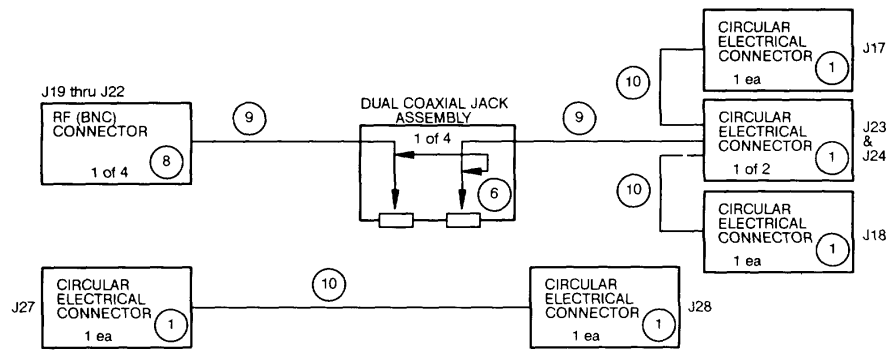 CIRCULAR
ELECTRICAL
CONNECTOR
1 ea
1
J17
10
J19 thru J22
RF (BNC)
CONNECTOR
1 of 4
8
9
DUAL COAXIAL JACK
ASSEMBLY
1 of 4
6
9
CIRCULAR
ELECTRICAL
CONNECTOR
1 of 2
1
J23
&
J24
10
CIRCULAR
ELECTRICAL
CONNECTOR
1 ea
1
J18
J27
CIRCULAR
ELECTRICAL
CONNECTOR
1 ea
1
10
CIRCULAR
ELECTRICAL
CONNECTOR
1 ea
1
J28